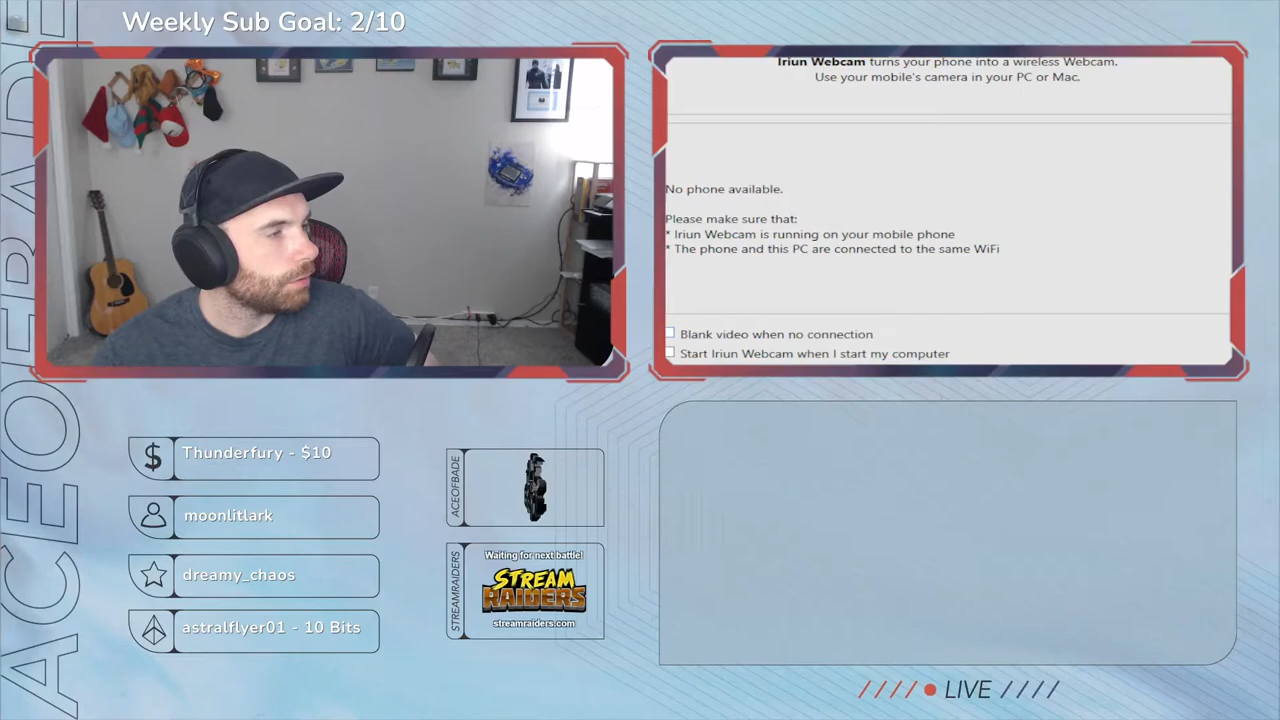 Weekly Sub Goal: 2/10
ACEOFBADE
Iriun Webcam turns your phone into a wireless Webcam.
Use your mobile's camera in your PC or Mac.
No phone available.
Please make sure that:
* Iriun Webcam is running on your mobile phone
* The phone and this PC are connected to the same WiFi
Blank video when no connection
Start Iriun Webcam when I start my computer
$ Thunderfury - $10
moonlitlark
dreamy_chaos
astralflyer01 - 10 Bits
ACEOFBADE
STREAMRAIDERS
Waiting for next battle!
STREAM
RAIDERS
streamraiders.com
//// LIVE ////